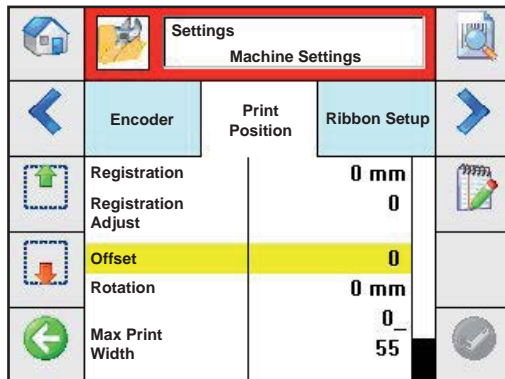 Settings
Machine Settings
Encoder
Print
Position
Ribbon Setup
Registration 0 mm
Registration 0
Adjust
Offset 0
Rotation 0 mm
0_
Max Print 55
Width